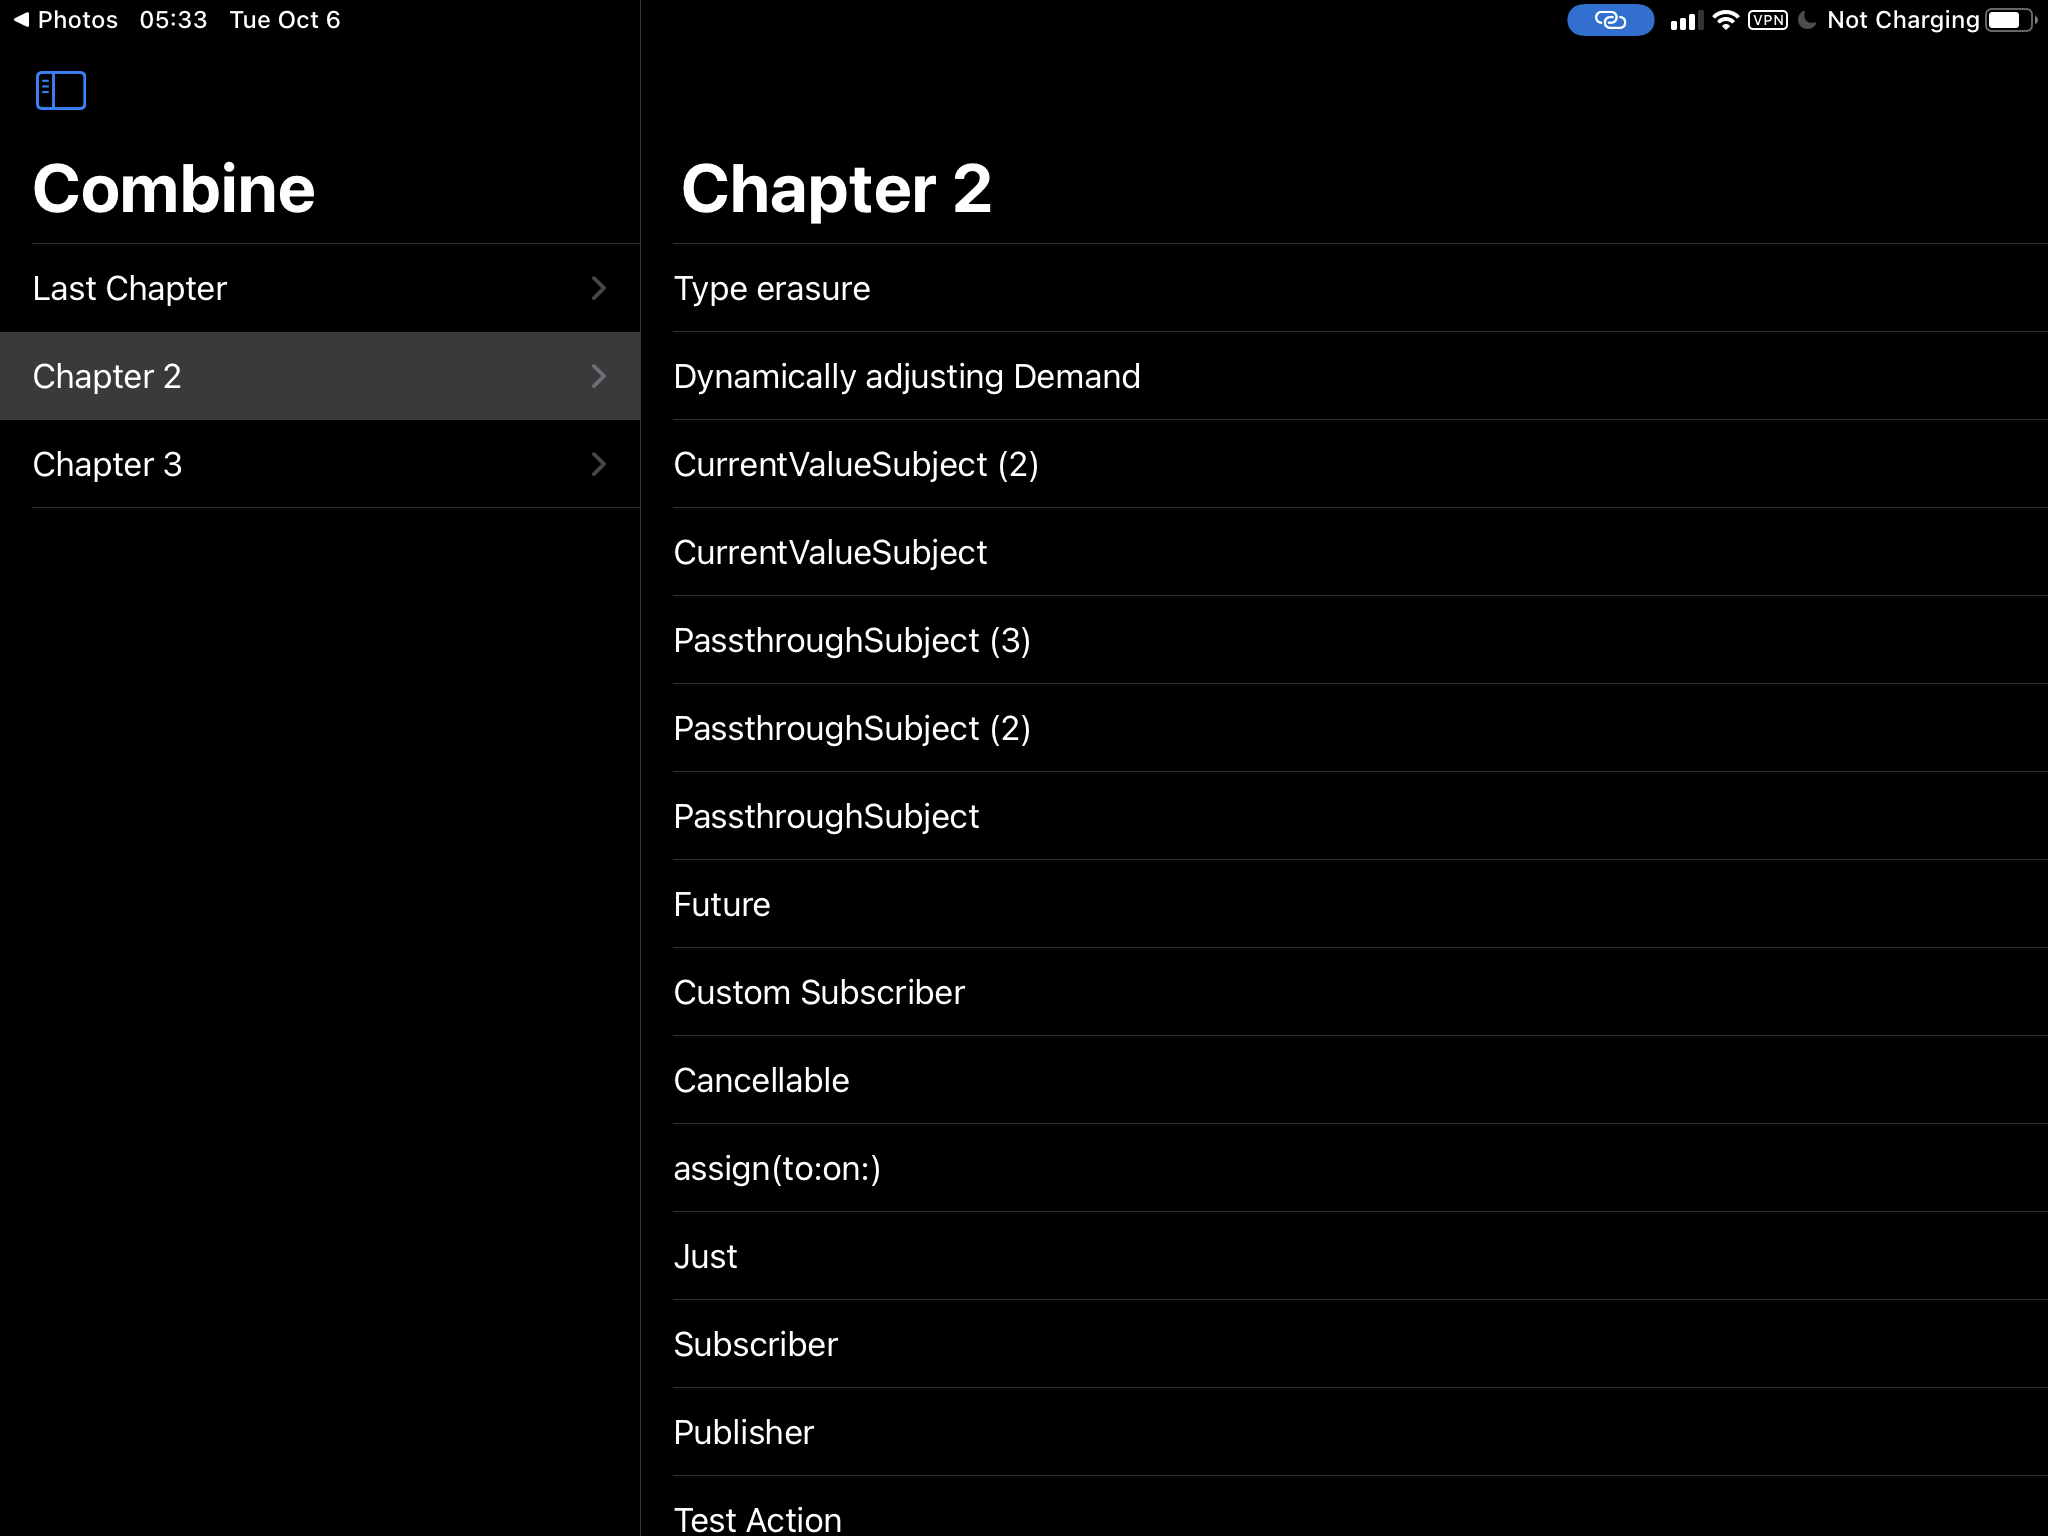 Photos 05:33 Tue Oct 6
VPN Not Charging
Combine
Last Chapter
Chapter 2
Chapter 3
Chapter 2
Type erasure
Dynamically adjusting Demand
CurrentValueSubject (2)
CurrentValueSubject
PassthroughSubject (3)
PassthroughSubject (2)
PassthroughSubject
Future
Custom Subscriber
Cancellable
assign(to:on:)
Just
Subscriber
Publisher
Test Action